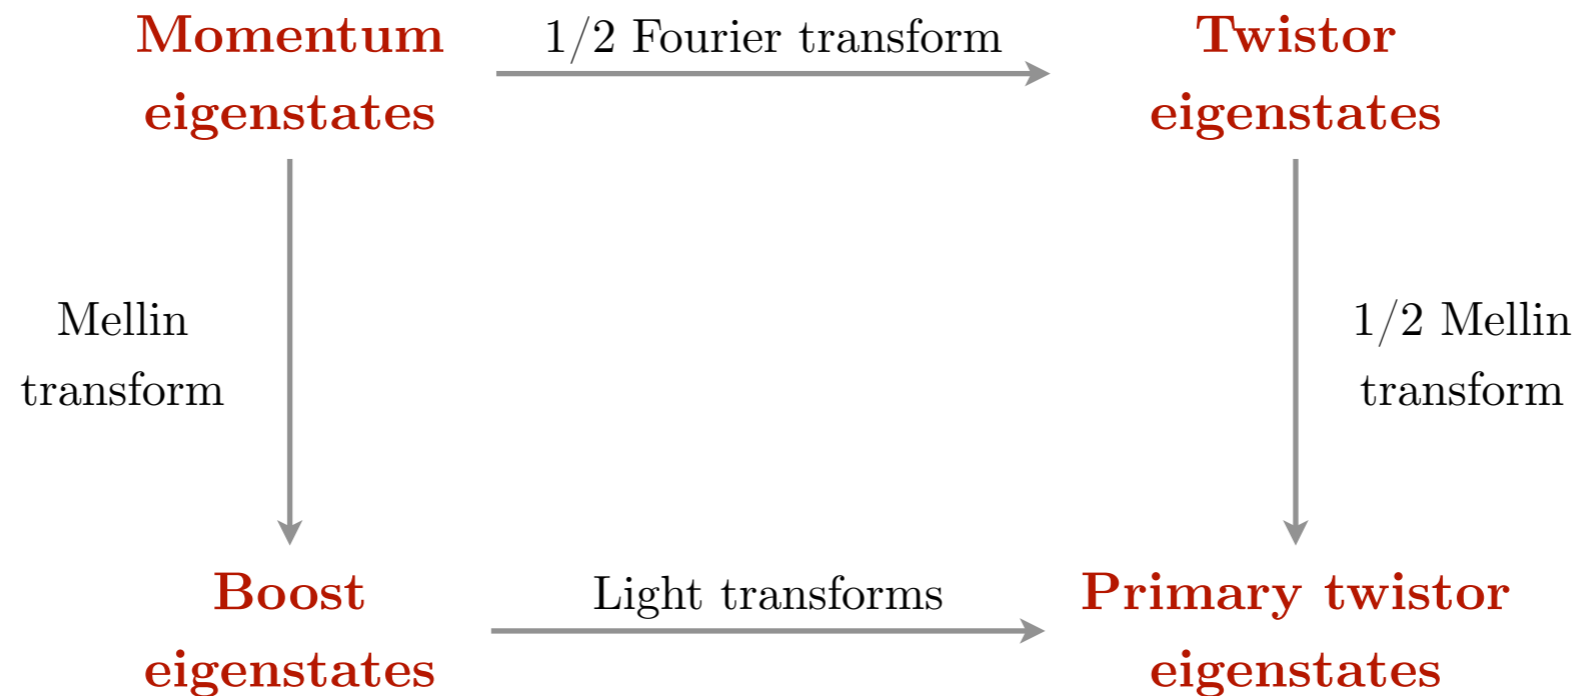 Momentum
eigenstates
1/2 Fourier transform
Twistor
eigenstates
Mellin
transform
1/2 Mellin
transform
Boost
eigenstates
Light transforms
Primary twistor
eigenstates